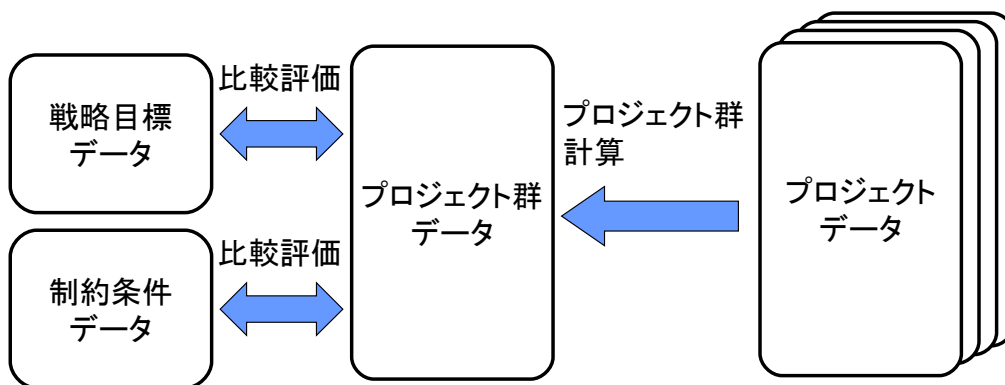 戦略目標
データ
比較評価
制約条件
データ
比較評価
プロジェクト群
データ
プロジェクト群
計算
プロジェクト
データ